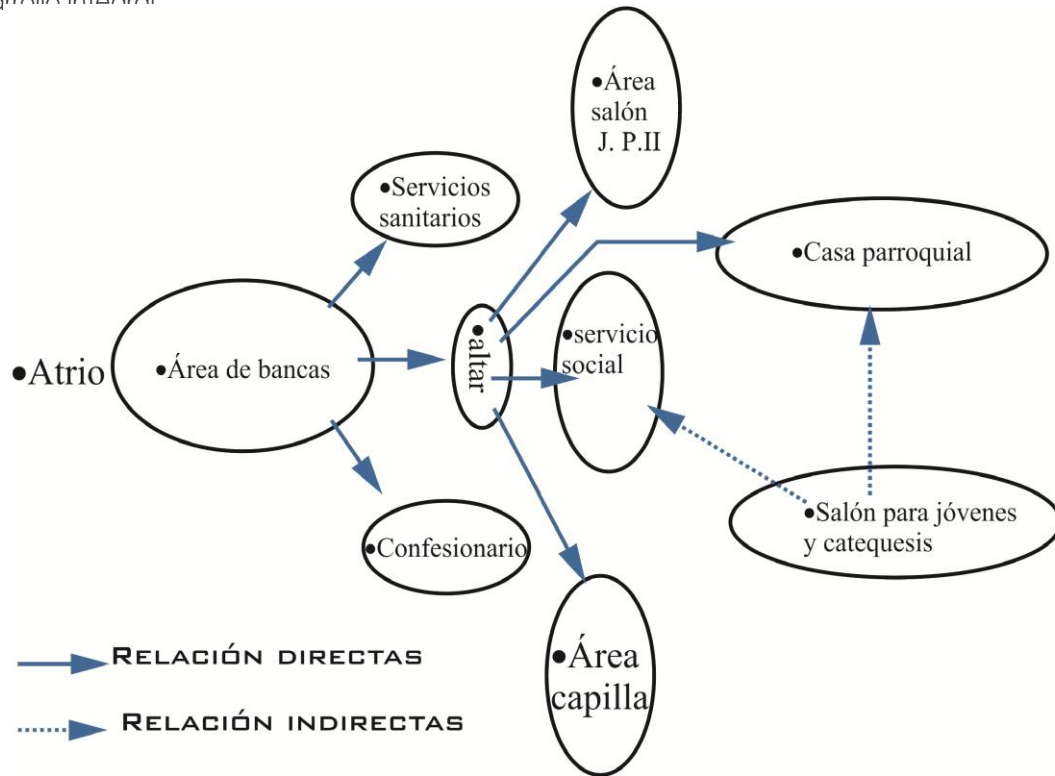 ●Área
salón
J. P.II
●Servicios
sanitarios
●Casa parroquial
●Atrio
●Área de bancas
●altar
●servicio
social
●Salón para jóvenes
y catequesis
●Confesionario
●Área
capilla
RELACIÓN DIRECTAS
RELACIÓN INDIRECTAS